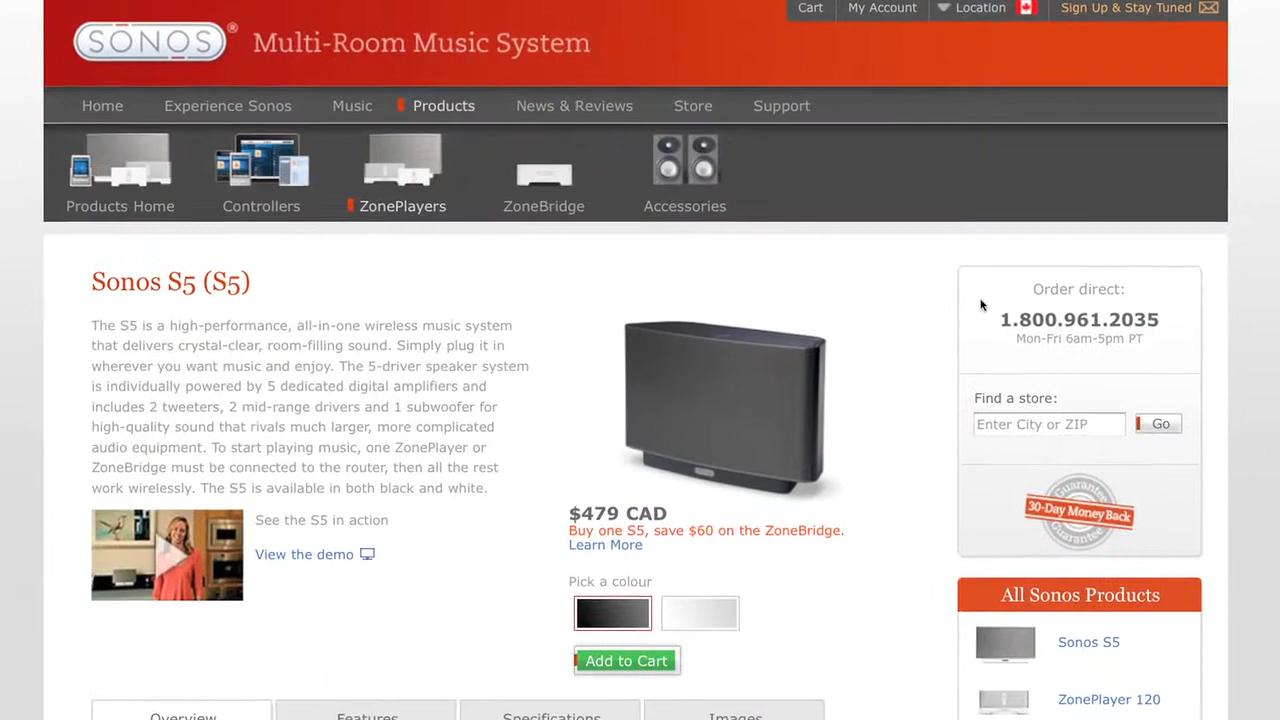 Cart My Account Location Sign Up & Stay Tuned
SONOS® Multi-Room Music System
Home Experience Sonos Music Products News & Reviews Store Support
Products Home Controllers ZonePlayers ZoneBridge Accessories
Sonos S5 (S5)
The S5 is a high-performance, all-in-one wireless music system
that delivers crystal-clear, room-filling sound. Simply plug it in
wherever you want music and enjoy. The 5-driver speaker system
is individually powered by 5 dedicated digital amplifiers and
includes 2 tweeters, 2 mid-range drivers and 1 subwoofer for
high-quality sound that rivals much larger, more complicated
audio equipment. To start playing music, one ZonePlayer or
ZoneBridge must be connected to the router, then all the rest
work wirelessly. The S5 is available in both black and white.
See the S5 in action
View the demo
$479 CAD
Buy one S5, save $60 on the ZoneBridge.
Learn More
Pick a colour
Add to Cart
Overview Features Specifications Images
Order direct:
1.800.961.2035
Mon-Fri 6am-5pm PT
Find a store:
Enter City or ZIP Go
Guarantee
30-Day Money Back
Guarantee
All Sonos Products
Sonos S5
ZonePlayer 120